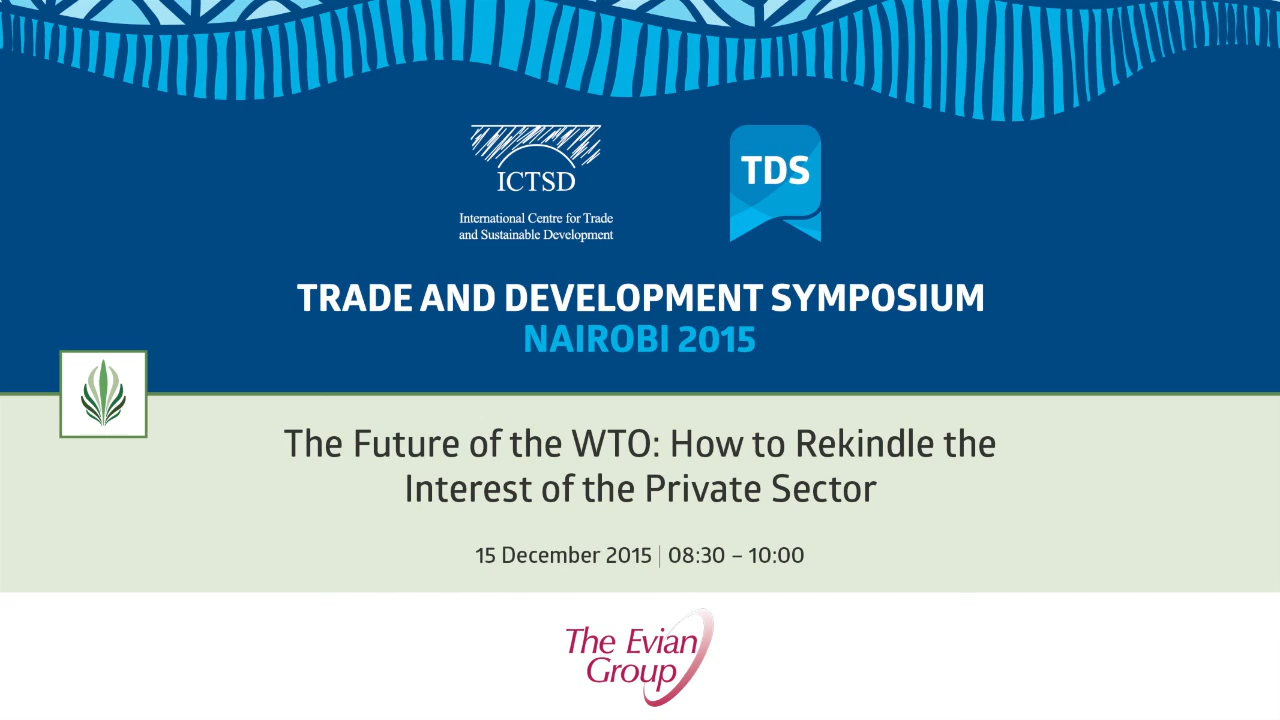 ICTSD
International Centre for Trade
and Sustainable Development
TDS
TRADE AND DEVELOPMENT SYMPOSIUM
NAIROBI 2015
The Future of the WTO: How to Rekindle the
Interest of the Private Sector
15 December 2015 | 08:30 – 10:00
The Evian
Group